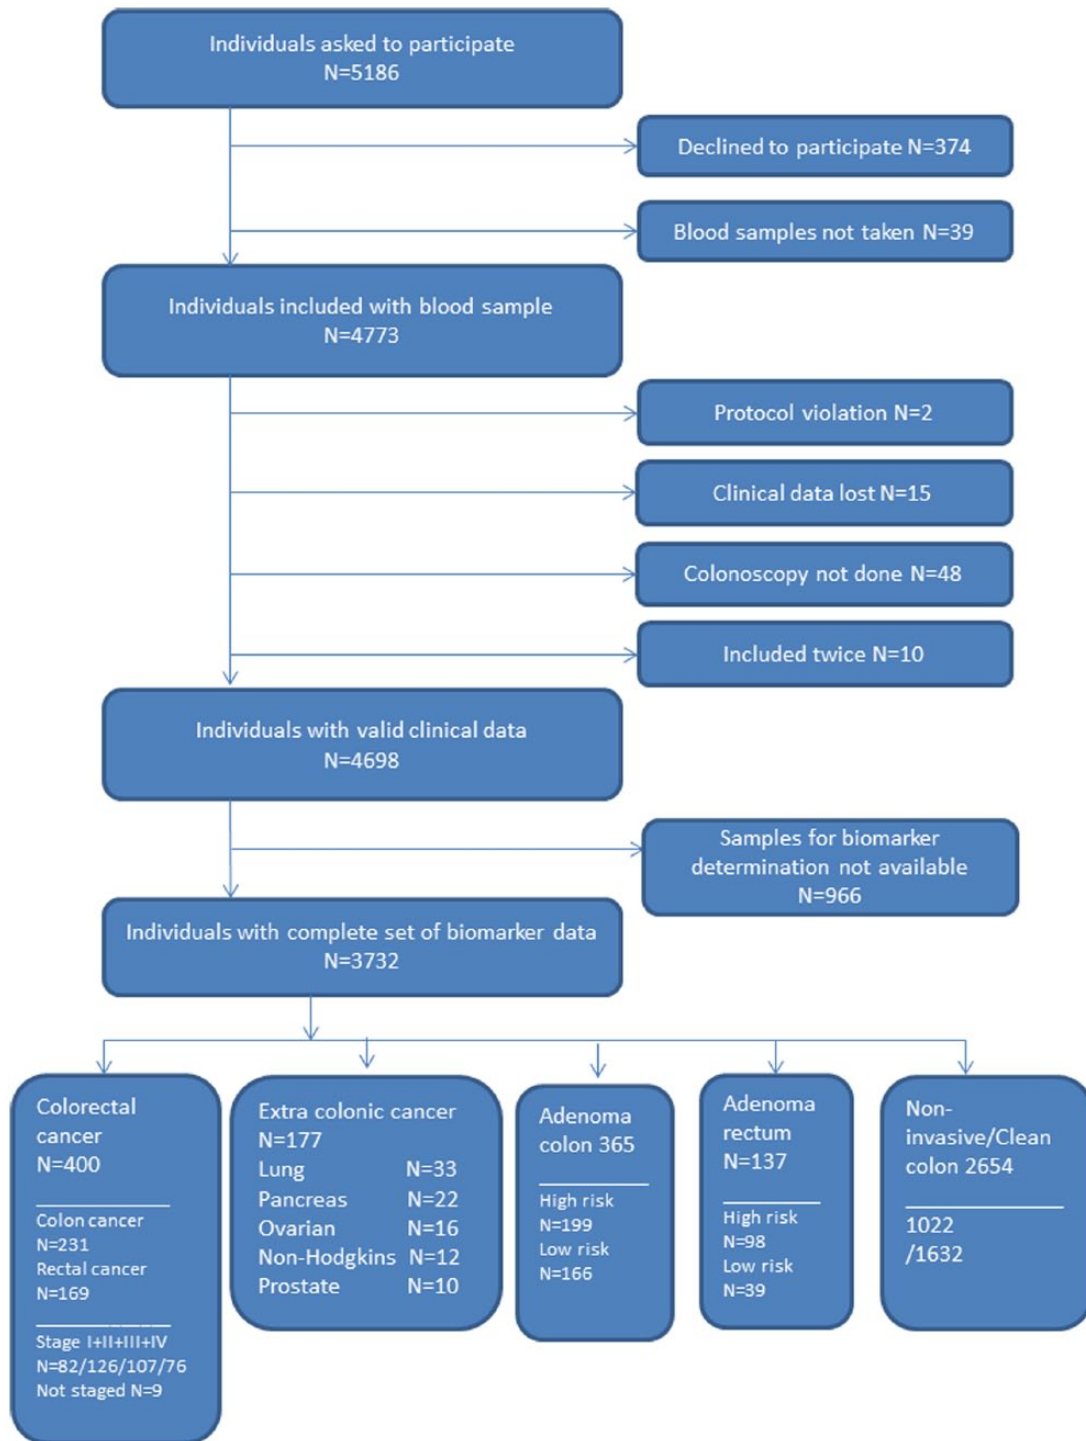 Individuals asked to participate
N=5186
Declined to participate N=374
Blood samples not taken N=39
Individuals included with blood sample
N=4773
Protocol violation N=2
Clinical data lost N=15
Colonoscopy not done N=48
Included twice N=10
Individuals with valid clinical data
N=4698
Samples for biomarker
determination not available
N=966
Individuals with complete set of biomarker data
N=3732
Colorectal
cancer
N=400
Colon cancer
N=231
Rectal cancer
N=169
Stage I+II+III+IV
N=82/126/107/76
Not staged N=9
Extra colonic cancer
N=177
Lung N=33
Pancreas N=22
Ovarian N=16
Non-Hodgkins N=12
Prostate N=10
Adenoma
colon 365
High risk
N=199
Low risk
N=166
Adenoma
rectum
N=137
High risk
N=98
Low risk
N=39
Non-
invasive/Clean
colon 2654
1022
/1632